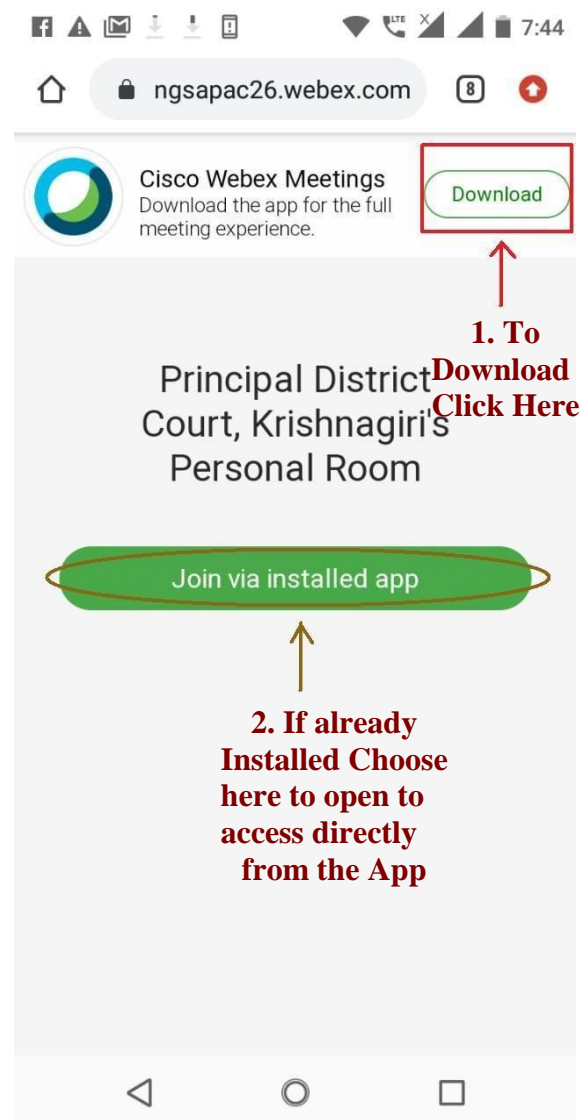 LTE
7:44
ngsapac26.webex.com
8
Cisco Webex Meetings
Download the app for the full
meeting experience.
Download
1. To
Download
Click Here
Principal District
Court, Krishnagiri's
Personal Room
Join via installed app
2. If already
Installed Choose
here to open to
access directly
from the App